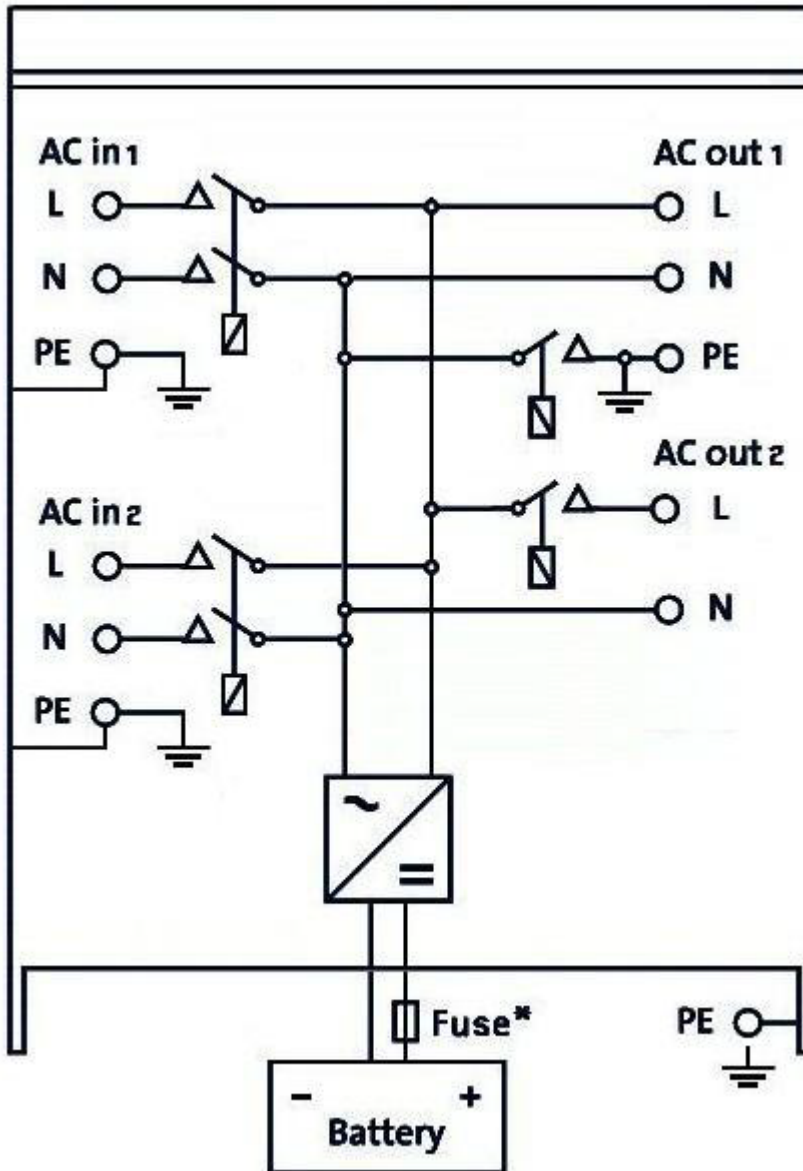 AC in 1
L
N
PE
AC out 1
L
N
PE
AC in 2
L
N
PE
AC out 2
L
N
~
=
Fuse*
PE
- +
Battery